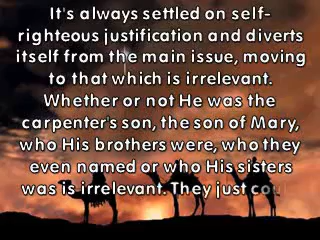 It's always settled on self-
righteous justification and diverts
itself from the main issue, moving
to that which is irrelevant.
Whether or not He was the
carpenter's son, the son of Mary,
who His brothers were, who they
even named or who His sisters
was is irrelevant. They just